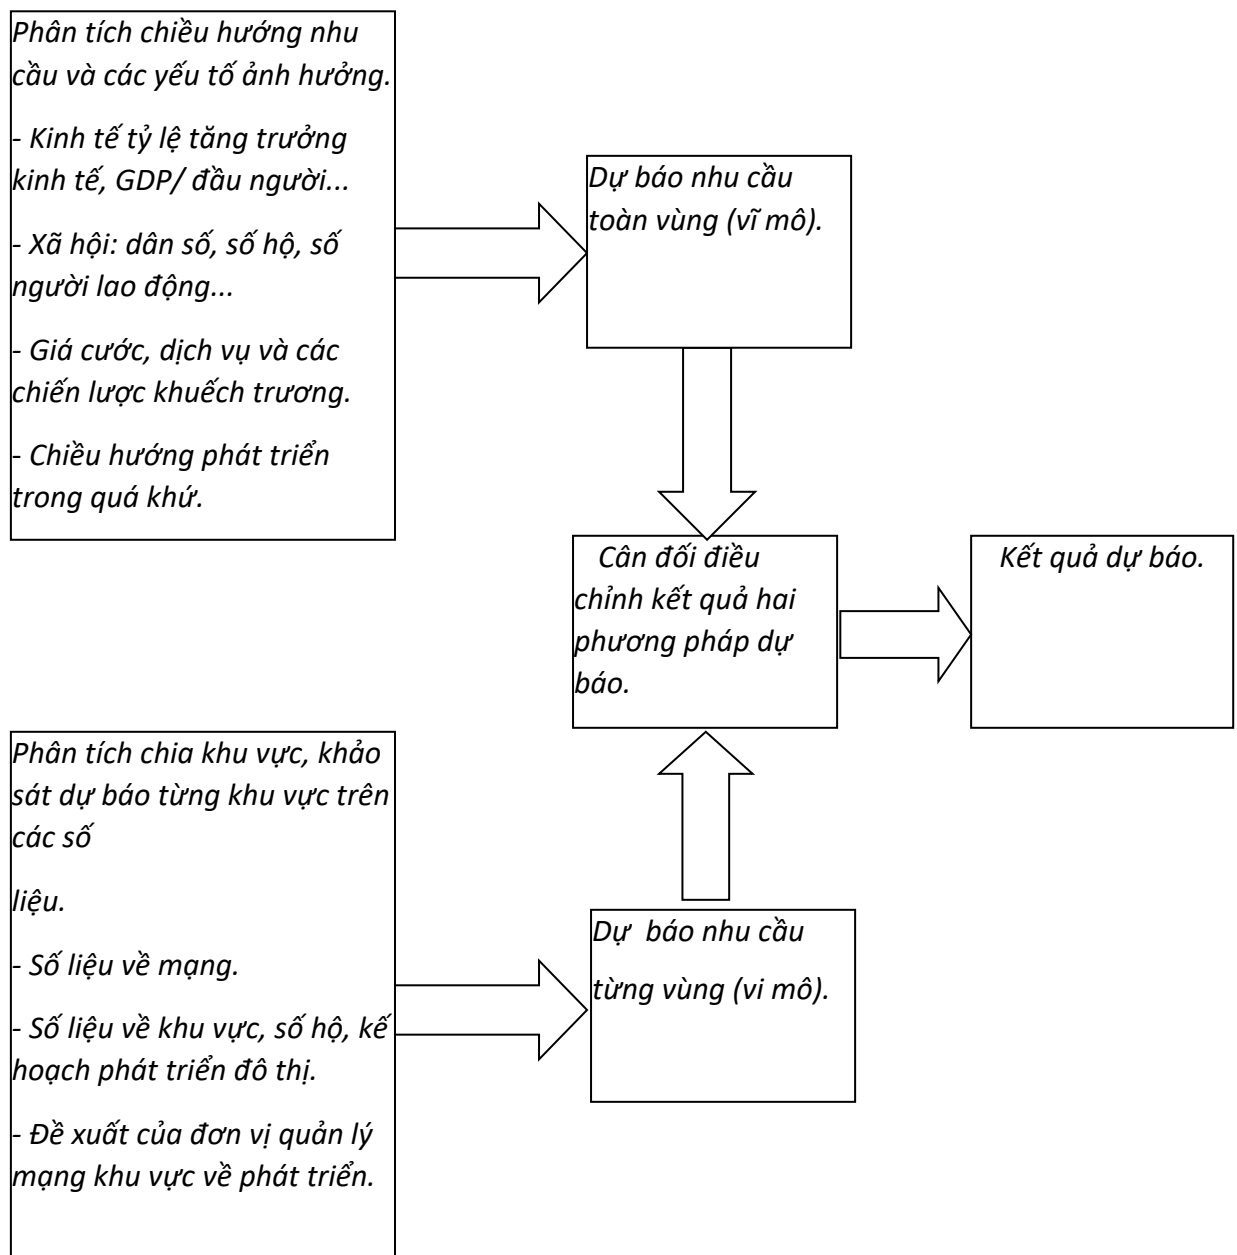 Phân tích chiều hướng nhu
cầu và các yếu tố ảnh hưởng.
- Kinh tế tỷ lệ tăng trưởng
kinh tế, GDP/ đầu người...
- Xã hội: dân số, số hộ, số
người lao động...
- Giá cước, dịch vụ và các
chiến lược khuếch trương.
- Chiều hướng phát triển
trong quá khứ.
Dự báo nhu cầu
toàn vùng (vĩ mô).
Cân đối điều
chỉnh kết quả hai
phương pháp dự
báo.
Kết quả dự báo.
Phân tích chia khu vực, khảo
sát dự báo từng khu vực trên
các số
liệu.
- Số liệu về mạng.
- Số liệu về khu vực, số hộ, kế
hoạch phát triển đô thị.
- Đề xuất của đơn vị quản lý
mạng khu vực về phát triển.
Dự  báo nhu cầu
từng vùng (vi mô).